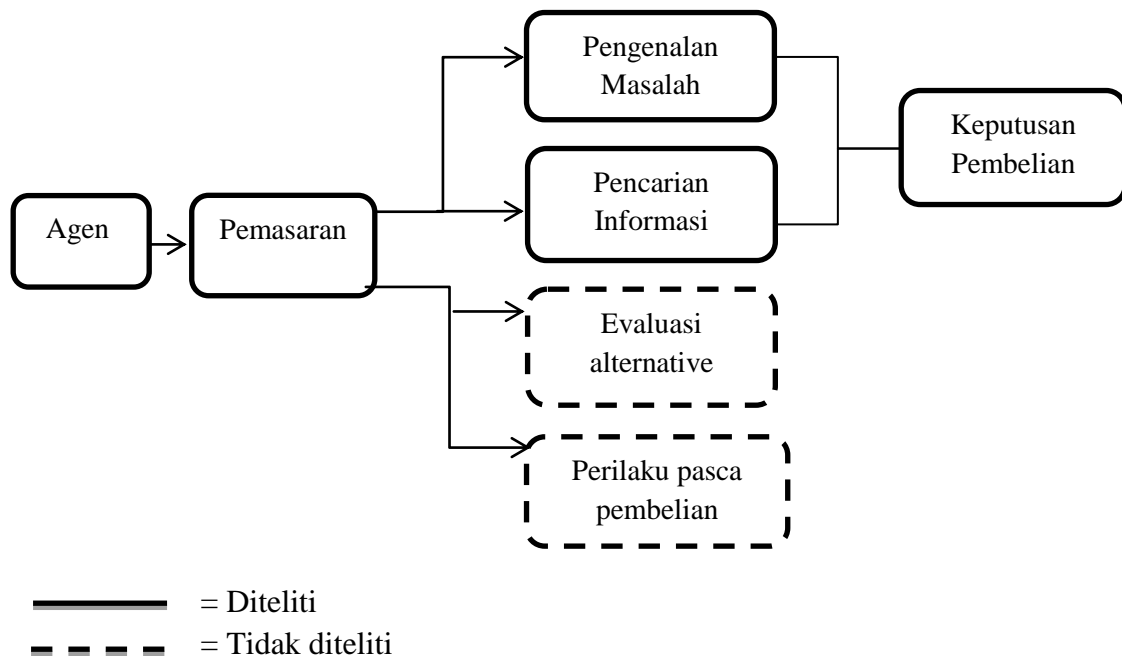 Pengenalan
Masalah
Keputusan
Pembelian
Pencarian
Informasi
Agen
Pemasaran
Evaluasi
alternative
Perilaku pasca
pembelian
= Diteliti
= Tidak diteliti